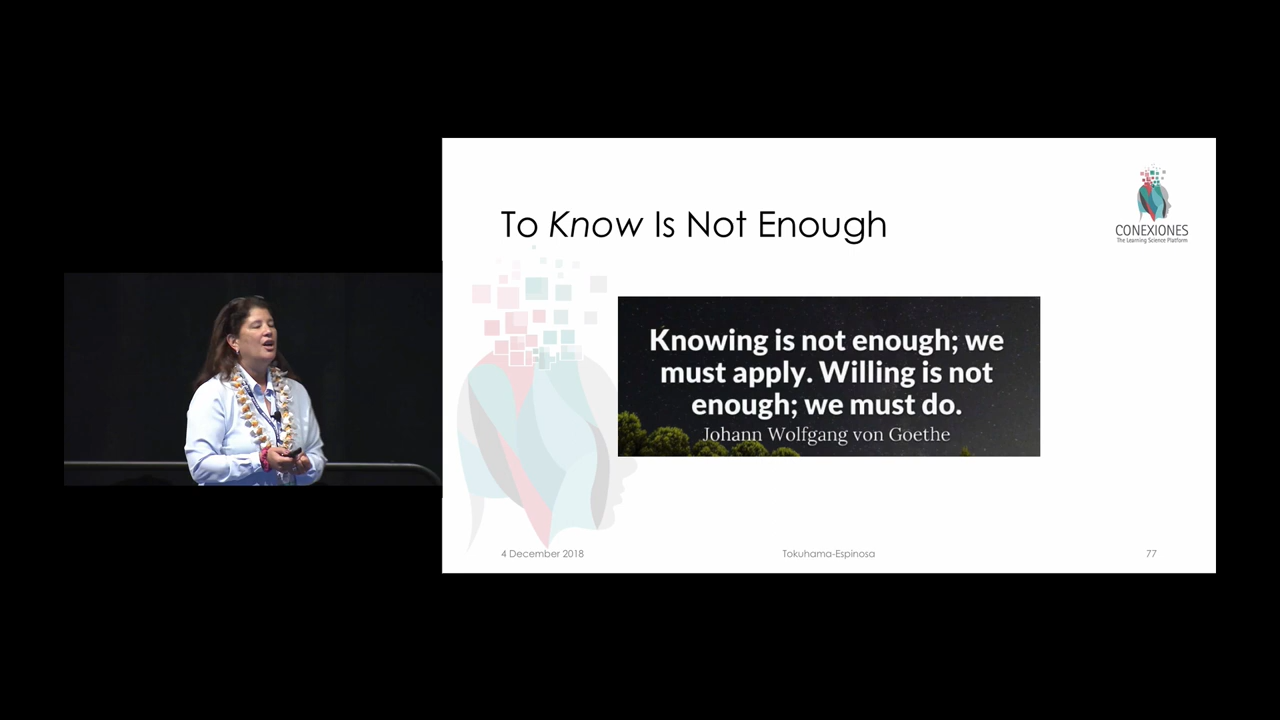 To Know Is Not Enough
CONEXIONES
The Learning Science Platform
Knowing is not enough; we
must apply. Willing is not
enough; we must do.
Johann Wolfgang von Goethe
4 December 2018
Tokuhama-Espinosa
77